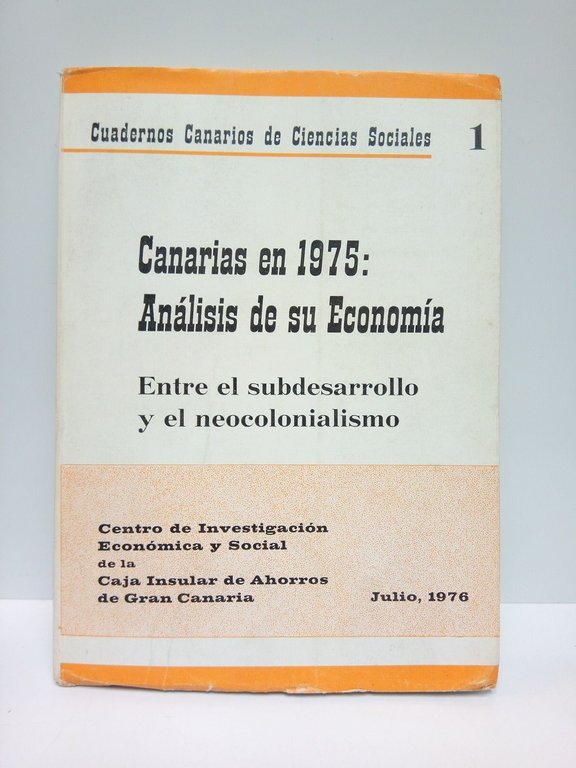 Cuadernos Canarios de Ciencias Sociales 1
Canarias en 1975:
Análisis de su Economía
Entre el subdesarrollo
y el neocolonialismo
Centro de Investigación
Económica y Social
de la
Caja Insular de Ahorros
de Gran Canaria Julio, 1976